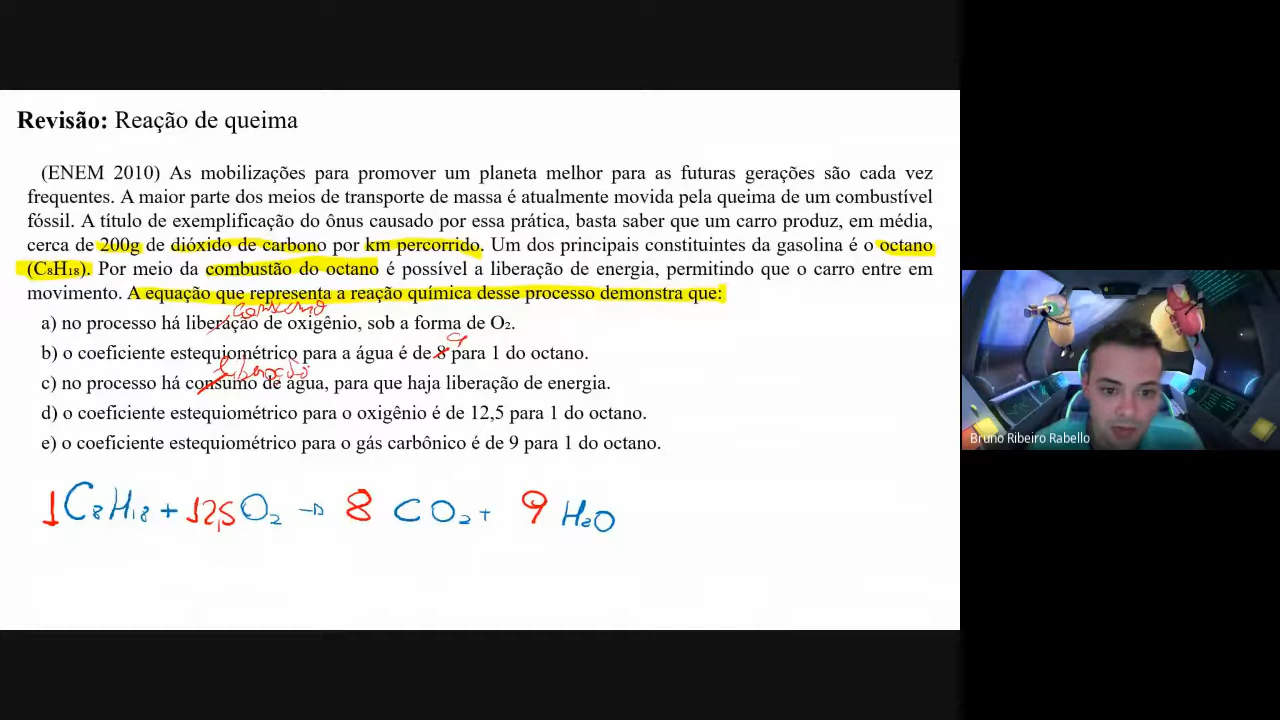 Revisão: Reação de queima
(ENEM 2010) As mobilizações para promover um planeta melhor para as futuras gerações são cada vez
frequentes. A maior parte dos meios de transporte de massa é atualmente movida pela queima de um combustível
fóssil. A título de exemplificação do ônus causado por essa prática, basta saber que um carro produz, em média,
cerca de 200g de dióxido de carbono por km percorrido. Um dos principais constituintes da gasolina é o octano
(C₈H₁₈). Por meio da combustão do octano é possível a liberação de energia, permitindo que o carro entre em
movimento. A equação que representa a reação química desse processo demonstra que:
consumo
a) no processo há liberação de oxigênio, sob a forma de O₂.
9
b) o coeficiente estequiométrico para a água é de 8 para 1 do octano.
liberação
c) no processo há consumo de água, para que haja liberação de energia.
d) o coeficiente estequiométrico para o oxigênio é de 12,5 para 1 do octano.
e) o coeficiente estequiométrico para o gás carbônico é de 9 para 1 do octano.
1 C₈H₁₈ + 12,5 O₂ → 8 CO₂ + 9 H₂O
Bruno Ribeiro Rabello